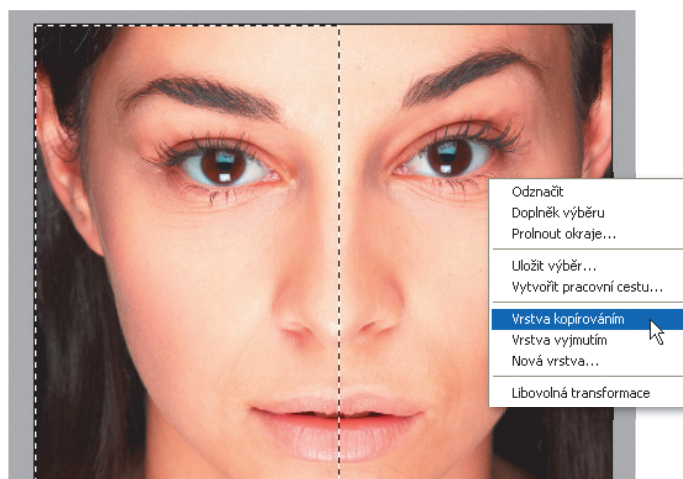 Odznačit
Doplněk výběru
Prolnout okraje...
Uložit výběr...
Vytvořit pracovní cestu...
Vrstva kopírováním
Vrstva vyjmutím
Nová vrstva...
Libovolná transformace